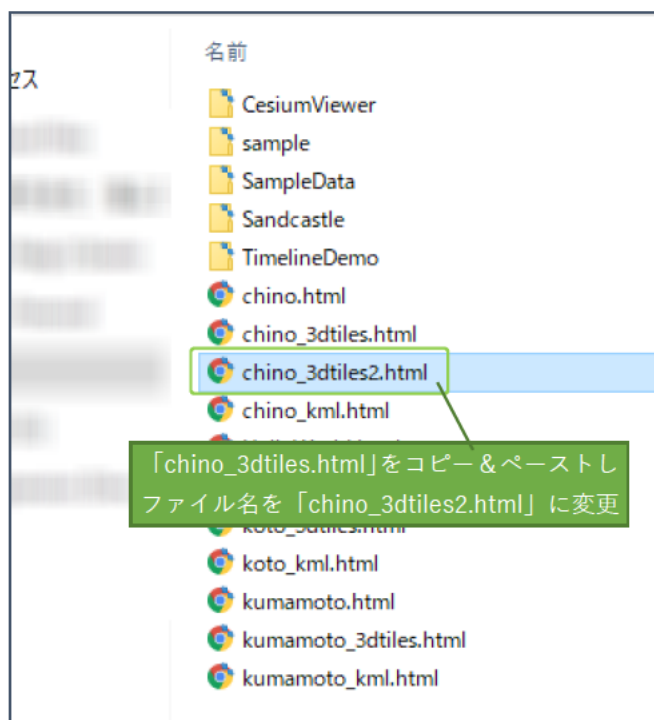 名前
セス
CesiumViewer
sample
SampleData
Sandcastle
TimelineDemo
chino.html
chino_3dtiles.html
chino_3dtiles2.html
chino_kml.html
「chino_3dtiles.html」をコピー＆ペーストし
ファイル名を「chino_3dtiles2.html」に変更
koto_3dtiles.html
koto_kml.html
kumamoto.html
kumamoto_3dtiles.html
kumamoto_kml.html